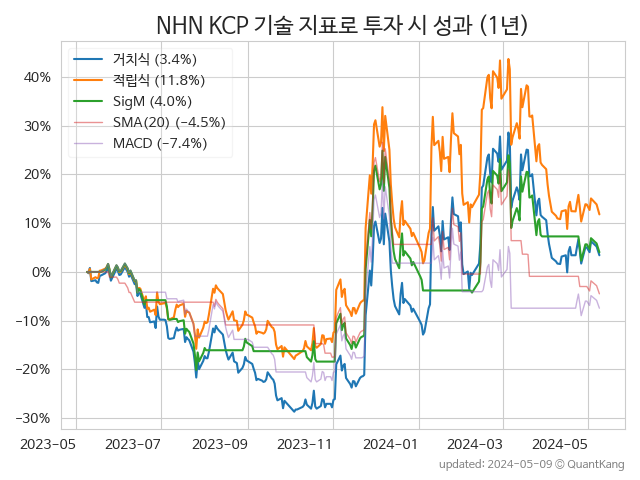 NHN KCP 기술 지표로 투자 시 성과 (1년)
거치식 (3.4%)
적립식 (11.8%)
SigM (4.0%)
SMA(20) (−4.5%)
MACD (−7.4%)
40%
30%
20%
10%
0%
−10%
−20%
−30%
2023-05 2023-07 2023-09 2023-11 2024-01 2024-03 2024-05
updated: 2024-05-09 © QuantKang